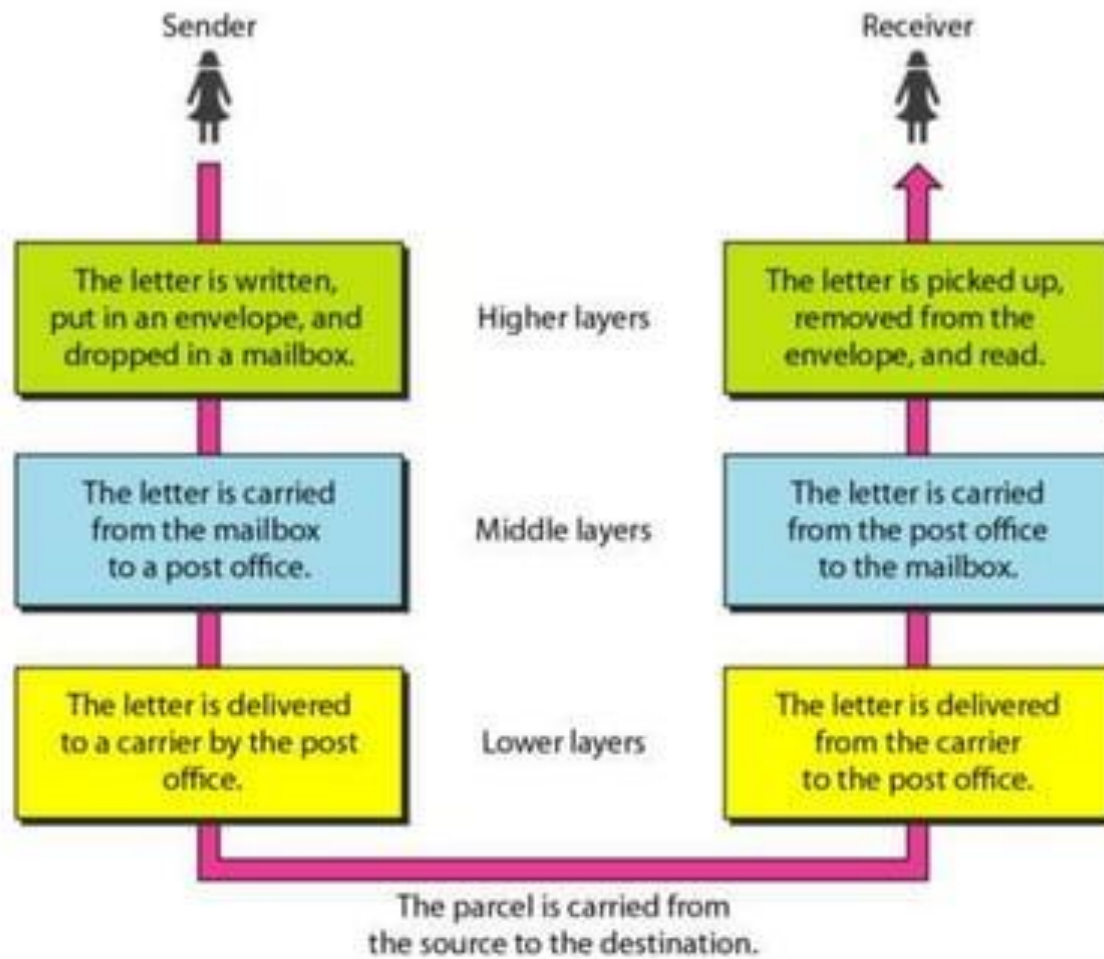 Sender
Receiver
The letter is written,
put in an envelope, and
dropped in a mailbox.
Higher layers
The letter is picked up,
removed from the
envelope, and read.
The letter is carried
from the mailbox
to a post office.
Middle layers
The letter is carried
from the post office
to the mailbox.
The letter is delivered
to a carrier by the post
office.
Lower layers
The letter is delivered
from the carrier
to the post office.
The parcel is carried from
the source to the destination.